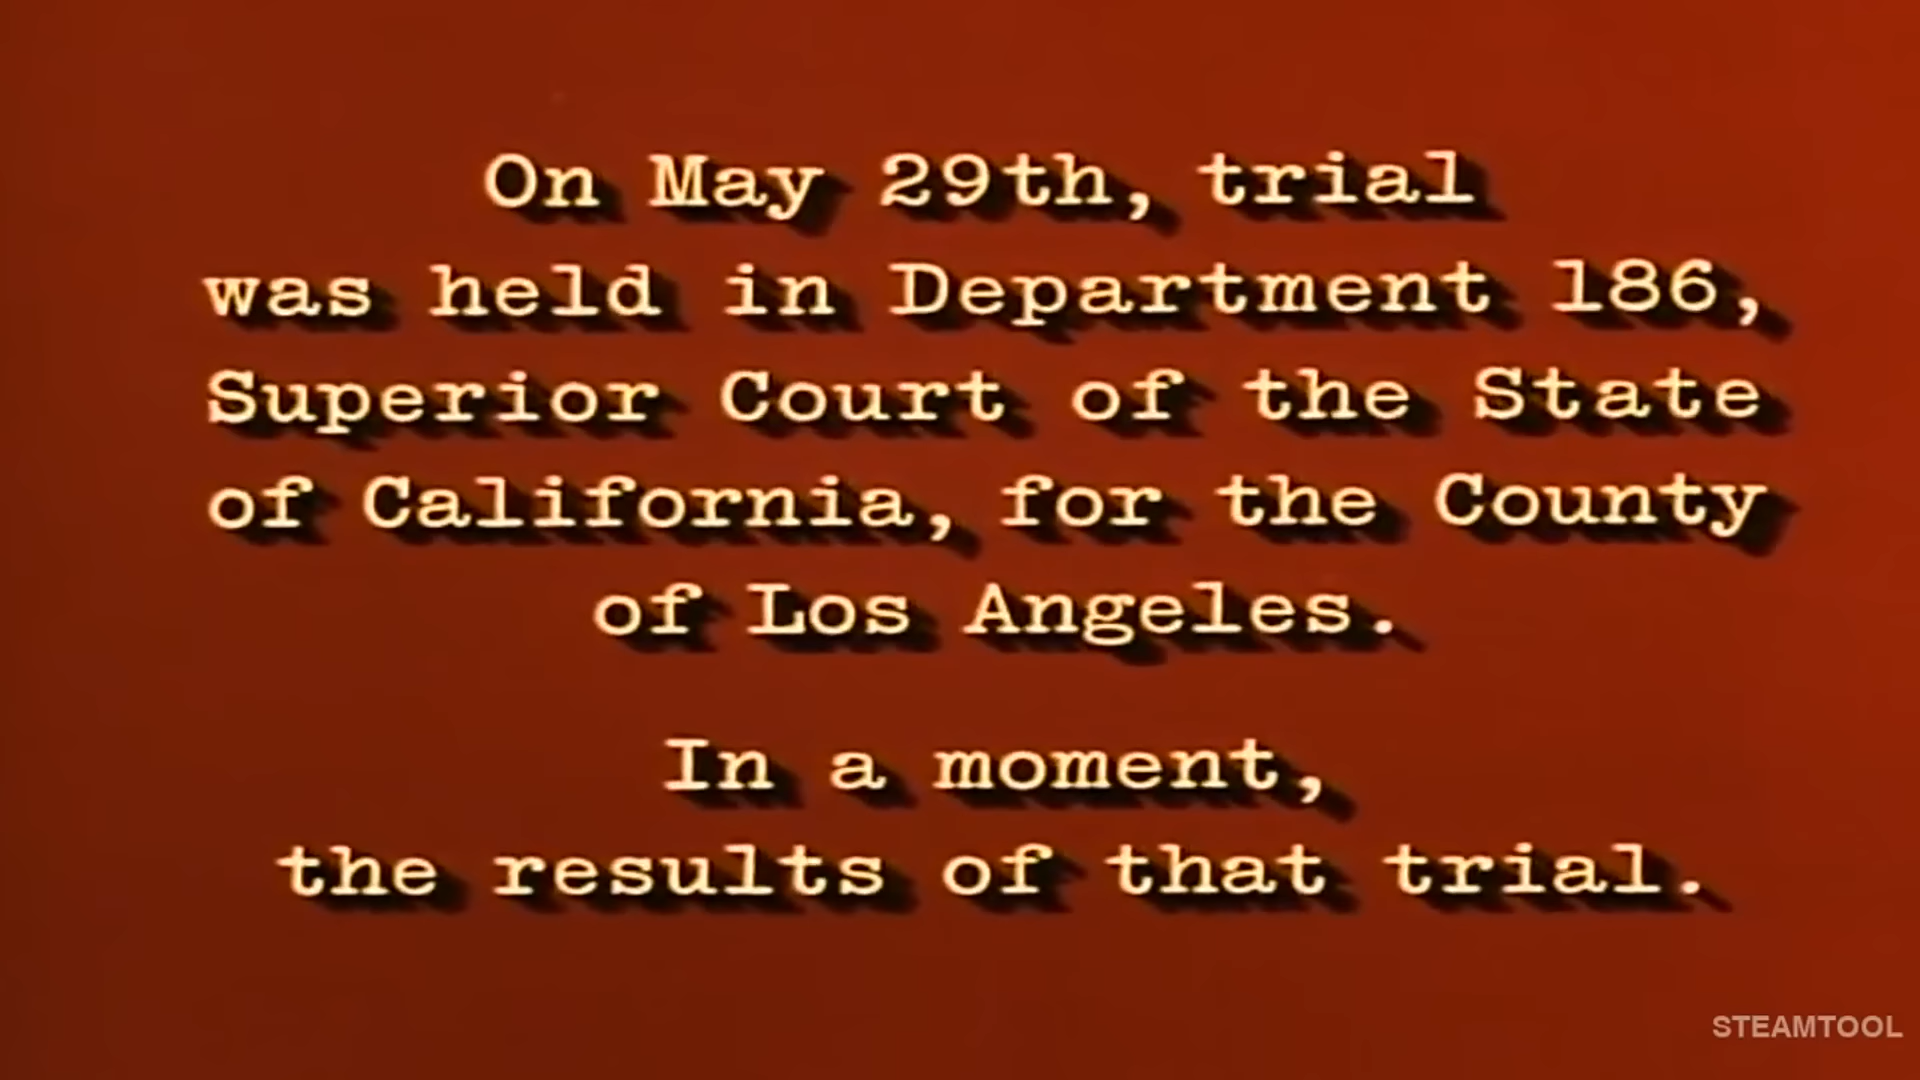 On May 29th, trial
was held in Department 186,
Superior Court of the State
of California, for the County
of Los Angeles.
In a moment,
the results of that trial.
STEAMTOOL